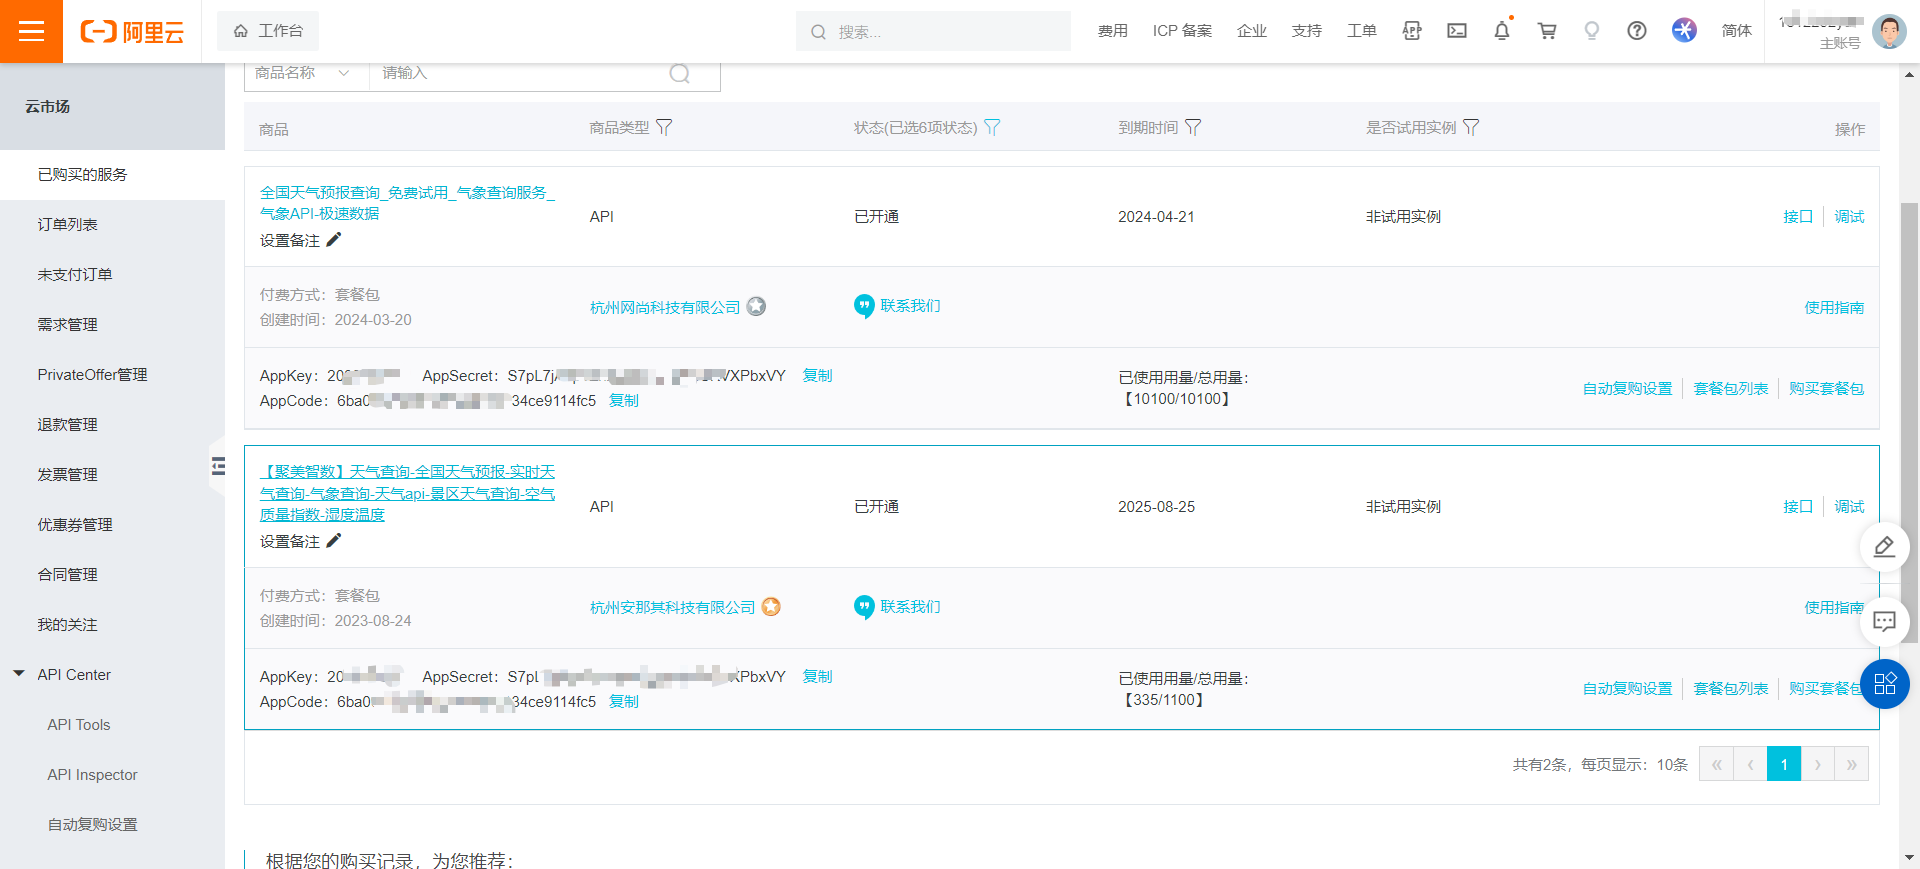 阿里云
工作台
搜索...
费用 ICP 备案 企业 支持 工单
简体
主账号
云市场
已购买的服务
订单列表
未支付订单
需求管理
PrivateOffer管理
退款管理
发票管理
优惠券管理
合同管理
我的关注
API Center
API Tools
API Inspector
自动复购设置
商品名称 请输入
商品 商品类型 状态(已选6项状态) 到期时间 是否试用实例 操作
全国天气预报查询_免费试用_气象查询服务_
气象API-极速数据
设置备注
API 已开通 2024-04-21 非试用实例 接口 调试
付费方式：套餐包
创建时间：2024-03-20
杭州网尚科技有限公司 联系我们 使用指南
AppKey：20 AppSecret：S7pL7j VXPbxVY 复制
AppCode：6ba0 34ce9114fc5 复制
已使用用量/总用量：
【10100/10100】
自动复购设置 套餐包列表 购买套餐包
【聚美智数】天气查询-全国天气预报-实时天
气查询-气象查询-天气api-景区天气查询-空气
质量指数-湿度温度
设置备注
API 已开通 2025-08-25 非试用实例 接口 调试
付费方式：套餐包
创建时间：2023-08-24
杭州安那其科技有限公司 联系我们 使用指南
AppKey：20 AppSecret：S7pL XPbxVY 复制
AppCode：6ba0 34ce9114fc5 复制
已使用用量/总用量：
【335/1100】
自动复购设置 套餐包列表 购买套餐包
共有2条，每页显示：10条 « ‹ 1 › »
根据您的购买记录，为您推荐：